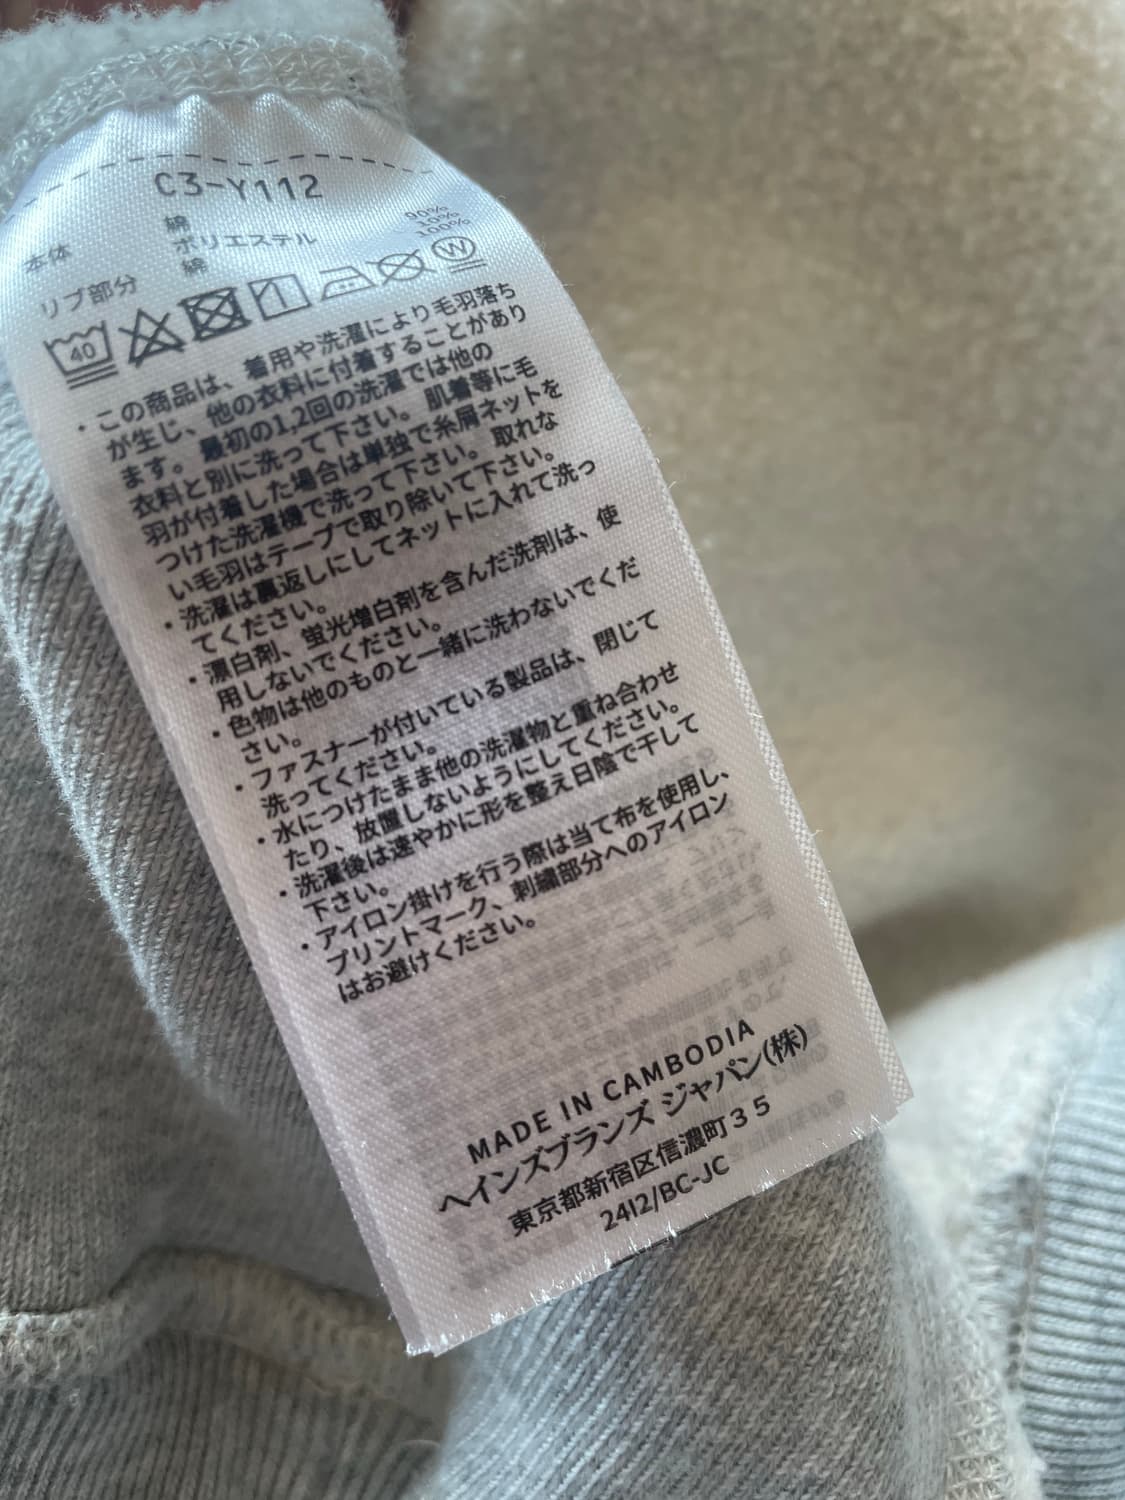 C3-Y112
本体 綿 90%
ポリエステル 10%
リブ部分 綿 100%
40
W
・この商品は、着用や洗濯により毛羽落ち
が生じ、他の衣料に付着することがあり
ます。最初の1,2回の洗濯では他の
衣料と別に洗って下さい。肌着等に毛
羽が付着した場合は単独で糸屑ネットを
つけた洗濯機で洗って下さい。取れな
い毛羽はテープで取り除いて下さい。
・洗濯は裏返しにしてネットに入れて洗っ
てください。
・漂白剤、蛍光増白剤を含んだ洗剤は、使
用しないでください。
・色物は他のものと一緒に洗わないでくだ
さい。
・ファスナーが付いている製品は、閉じて
洗ってください。
・水につけたまま他の洗濯物と重ね合わせ
たり、放置しないようにしてください。
・洗濯後は速やかに形を整え日陰で干して
下さい。
・アイロン掛けを行う際は当て布を使用し、
プリントマーク、刺繍部分へのアイロン
はお避けください。
MADE IN CAMBODIA
ヘインズブランズ ジャパン(株)
東京都新宿区信濃町35
24I2/BC-JC